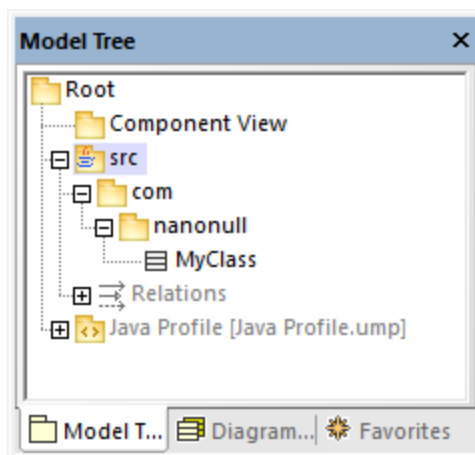 Model Tree
Root
Component View
src
com
nanonull
MyClass
Relations
Java Profile [Java Profile.ump]
Model T... Diagram... Favorites